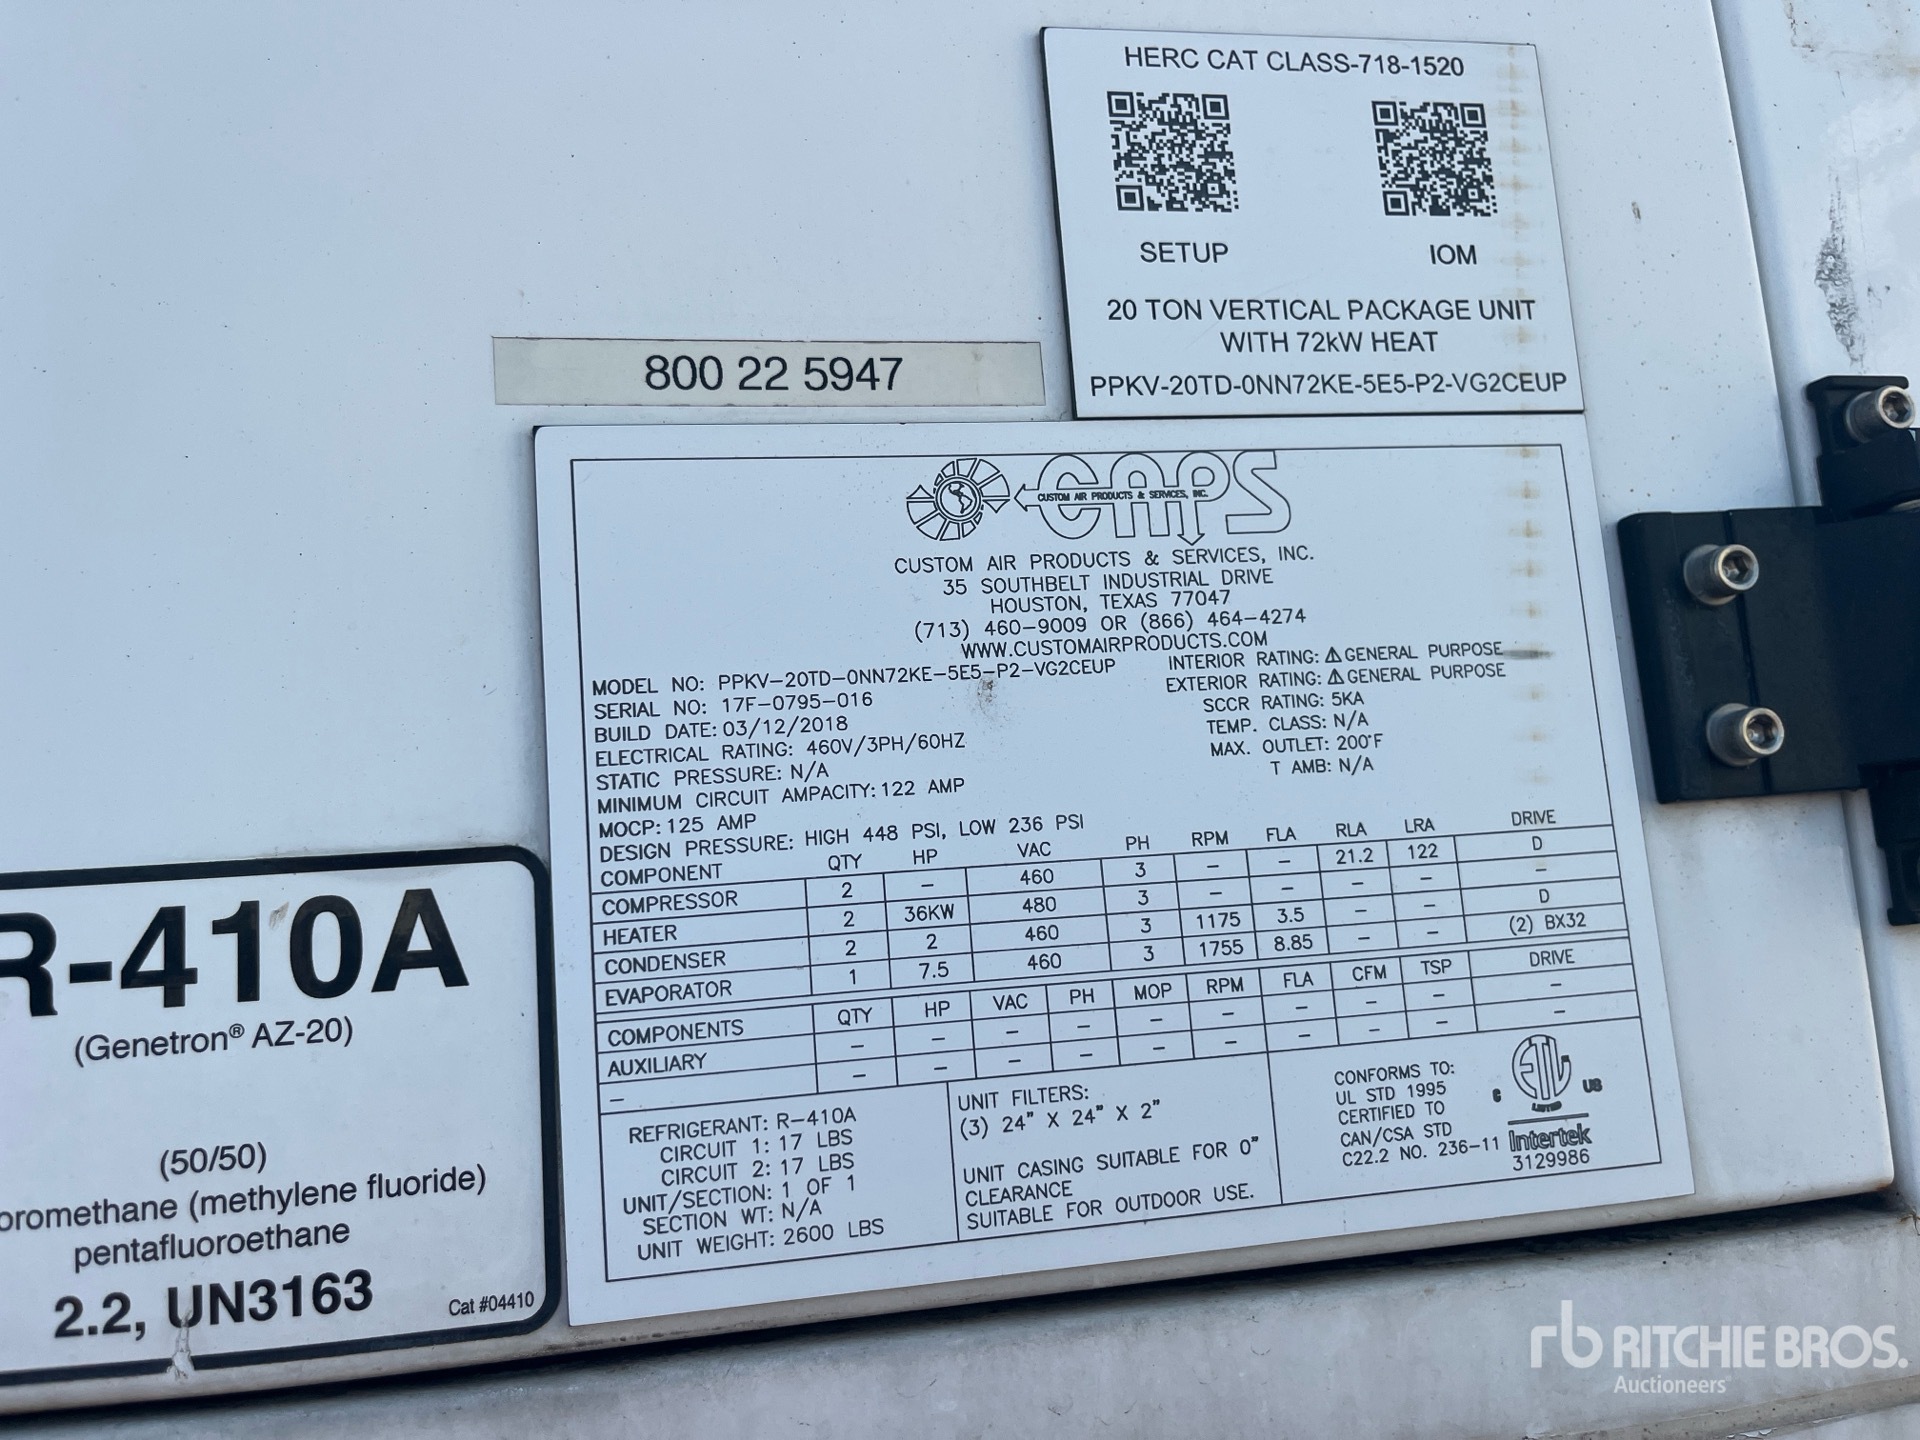 HERC CAT CLASS-718-1520
SETUP
IOM
20 TON VERTICAL PACKAGE UNIT
WITH 72kW HEAT
PPKV-20TD-0NN72KE-5E5-P2-VG2CEUP
800 22 5947
CAPS
CUSTOM AIR PRODUCTS & SERVICES, INC.
CUSTOM AIR PRODUCTS & SERVICES, INC.
35 SOUTHBELT INDUSTRIAL DRIVE
HOUSTON, TEXAS 77047
(713) 460-9009 OR (866) 464-4274
WWW.CUSTOMAIRPRODUCTS.COM
MODEL NO: PPKV-20TD-0NN72KE-5E5-P2-VG2CEUP
SERIAL NO: 17F-0795-016
BUILD DATE: 03/12/2018
ELECTRICAL RATING: 460V/3PH/60HZ
STATIC PRESSURE: N/A
MINIMUM CIRCUIT AMPACITY: 122 AMP
MOCP: 125 AMP
DESIGN PRESSURE: HIGH 448 PSI, LOW 236 PSI
INTERIOR RATING: ⚠ GENERAL PURPOSE
EXTERIOR RATING: ⚠ GENERAL PURPOSE
SCCR RATING: 5KA
TEMP. CLASS: N/A
MAX. OUTLET: 200°F
T AMB: N/A
COMPONENT QTY HP VAC PH RPM FLA RLA LRA DRIVE
COMPRESSOR 2 - 460 3 - - 21.2 122 D
HEATER 2 36KW 480 3 - - - - -
CONDENSER 2 2 460 3 1175 3.5 - - D
EVAPORATOR 1 7.5 460 3 1755 8.85 - - (2) BX32
COMPONENTS QTY HP VAC PH MOP RPM FLA CFM TSP DRIVE
AUXILIARY - - - - - - - - - -
- - - - - - - - - - -
REFRIGERANT: R-410A
CIRCUIT 1: 17 LBS
CIRCUIT 2: 17 LBS
UNIT/SECTION: 1 OF 1
SECTION WT: N/A
UNIT WEIGHT: 2600 LBS
UNIT FILTERS:
(3) 24" X 24" X 2"
UNIT CASING SUITABLE FOR 0"
CLEARANCE
SUITABLE FOR OUTDOOR USE.
CONFORMS TO:
UL STD 1995
CERTIFIED TO
CAN/CSA STD
C22.2 NO. 236-11
C ETL US
LISTED
Intertek
3129986
R-410A
(Genetron® AZ-20)
(50/50)
oromethane (methylene fluoride)
pentafluoroethane
2.2, UN3163
Cat #04410
rb RITCHIE BROS.
Auctioneers